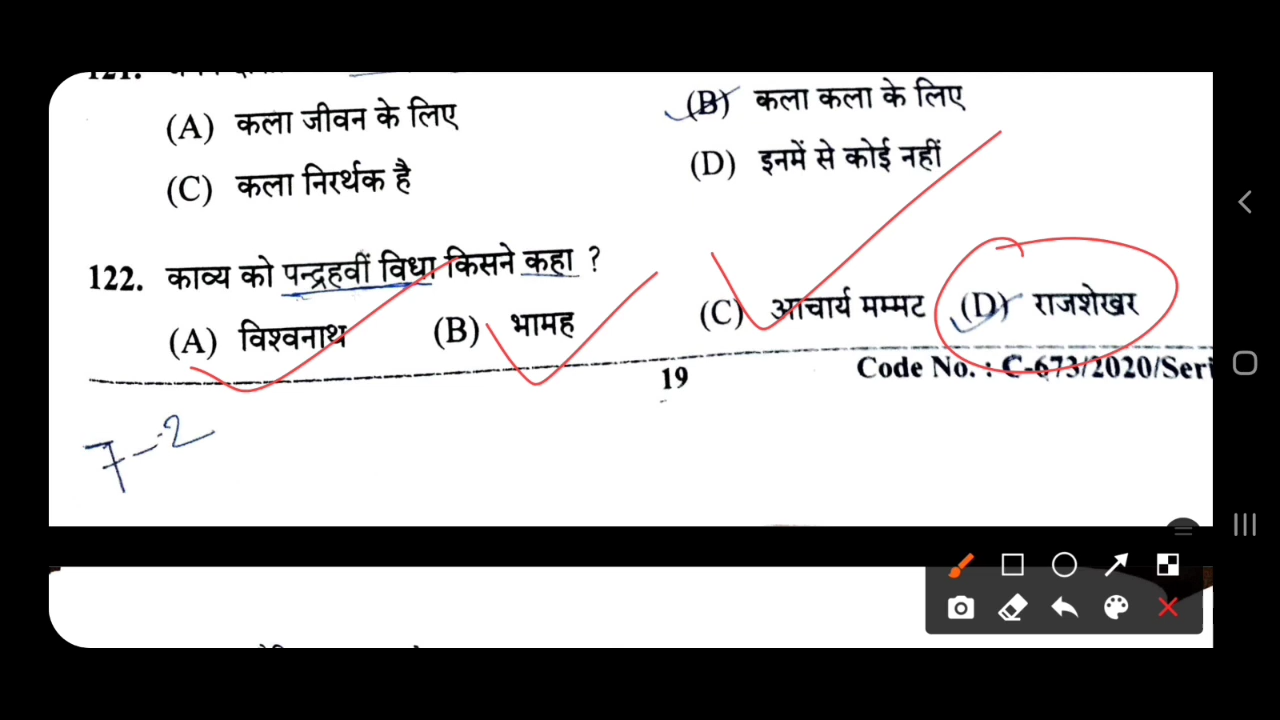 121.
(A) कला जीवन के लिए (B) कला कला के लिए
(C) कला निरर्थक है (D) इनमें से कोई नहीं
122. काव्य को पन्द्रहवीं विधा किसने कहा ?
(A) विश्वनाथ (B) भामह (C) आचार्य मम्मट (D) राजशेखर
19 Code No. : C-673/2020/Seri
7-2